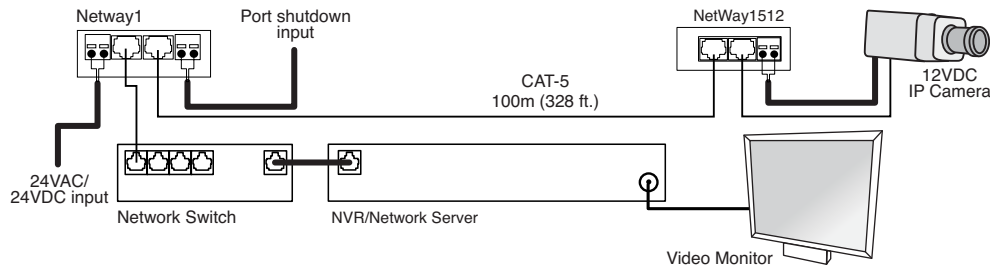 Netway1
Port shutdown
input
NetWay1512
CAT-5
100m (328 ft.)
12VDC
IP Camera
24VAC/
24VDC input
Network Switch
NVR/Network Server
Video Monitor